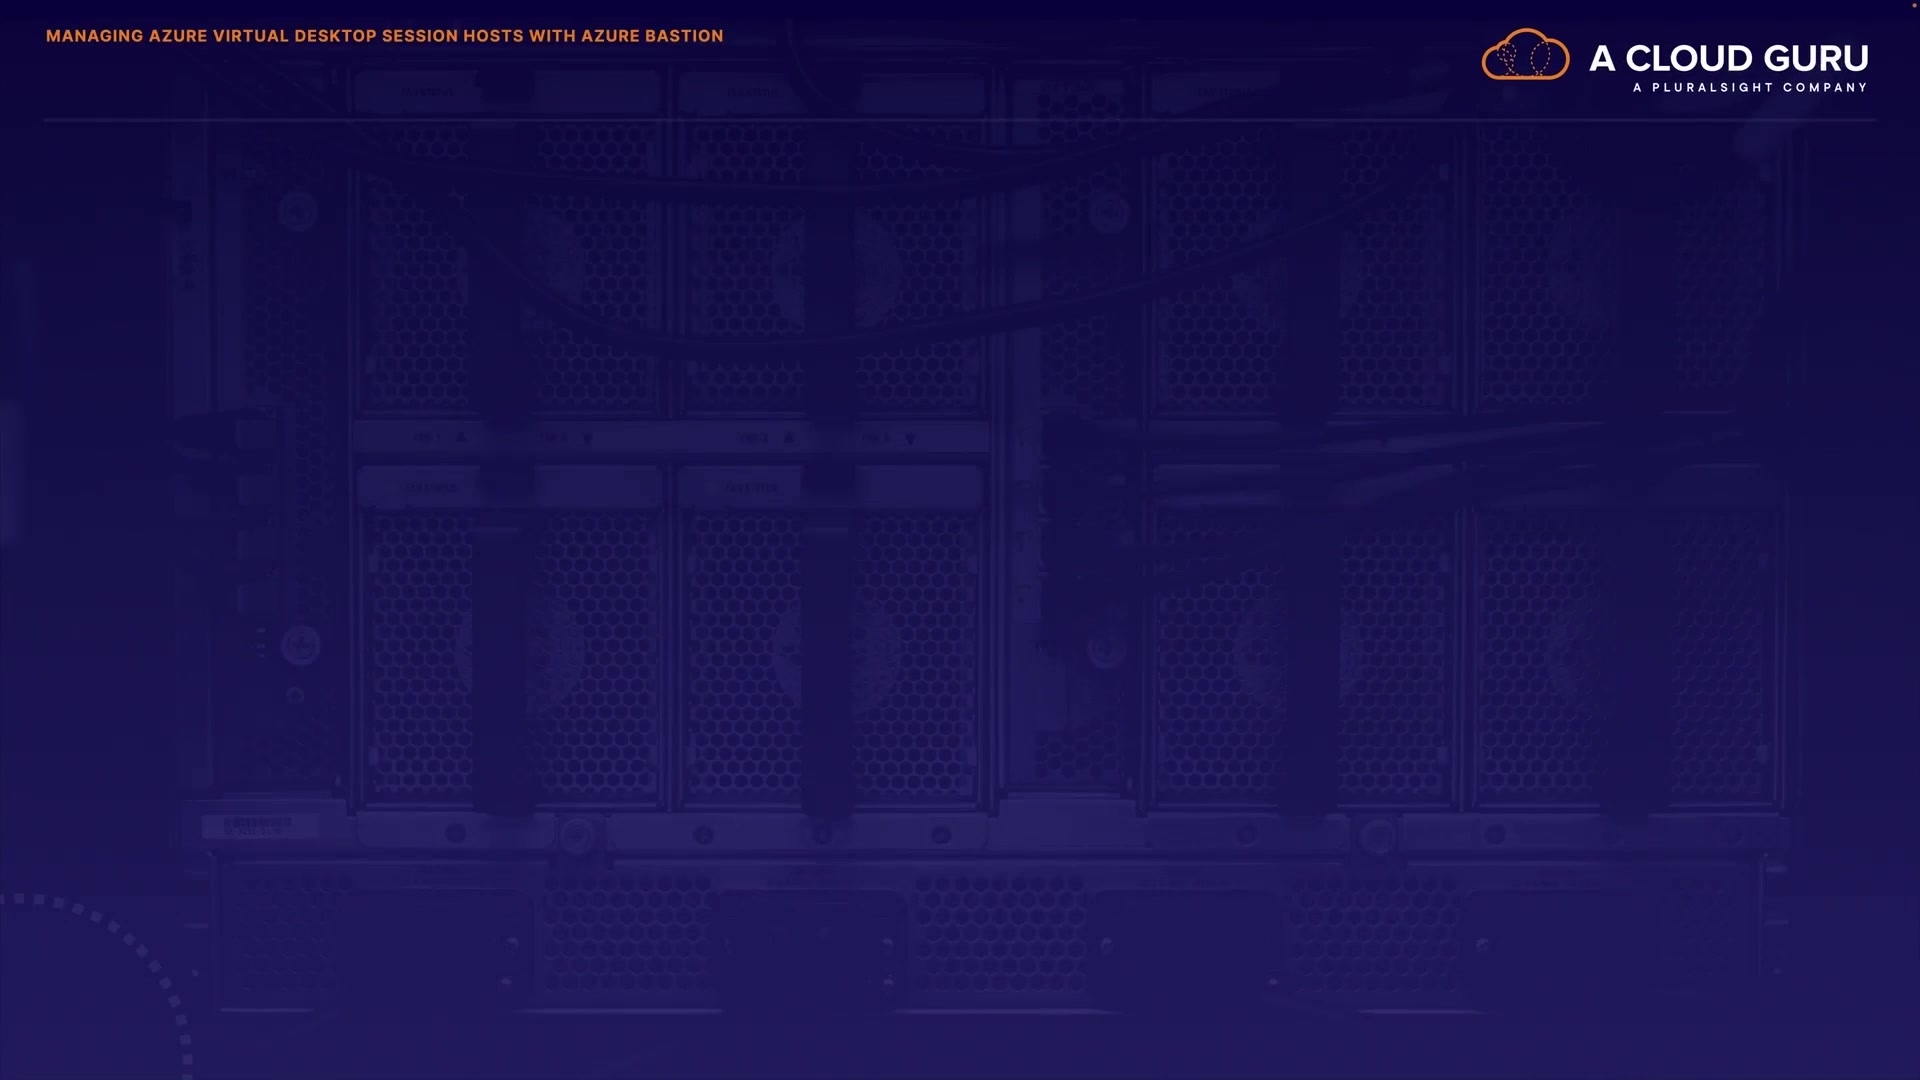 MANAGING AZURE VIRTUAL DESKTOP SESSION HOSTS WITH AZURE BASTION
A CLOUD GURU
A PLURALSIGHT COMPANY